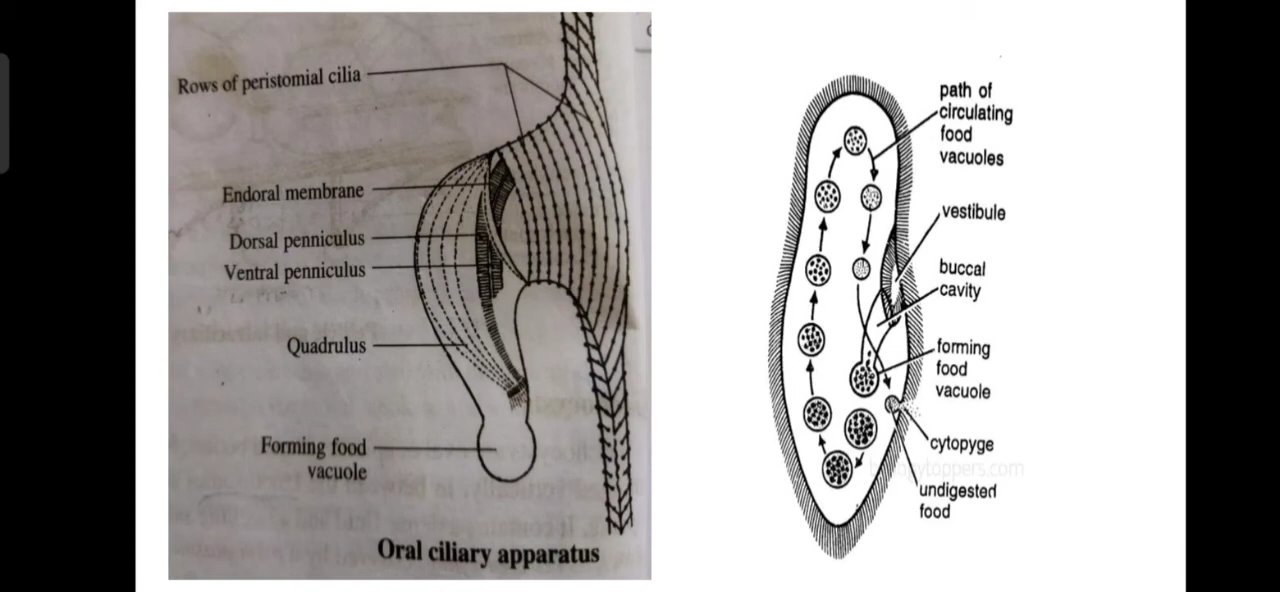 Rows of peristomial cilia
Endoral membrane
Dorsal penniculus
Ventral penniculus
Quadrulus
Forming food
vacuole
Oral ciliary apparatus
path of
circulating
food
vacuoles
vestibule
buccal
cavity
forming
food
vacuole
cytopyge
undigested
food